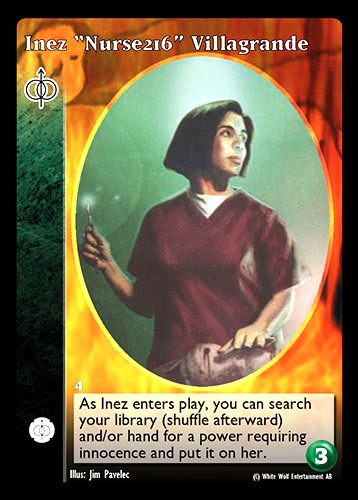 Inez "Nurse216" Villagrande
4
As Inez enters play, you can search
your library (shuffle afterward)
and/or hand for a power requiring
innocence and put it on her.
3
Illus: Jim Pavelec
(C) White Wolf Entertainment AB